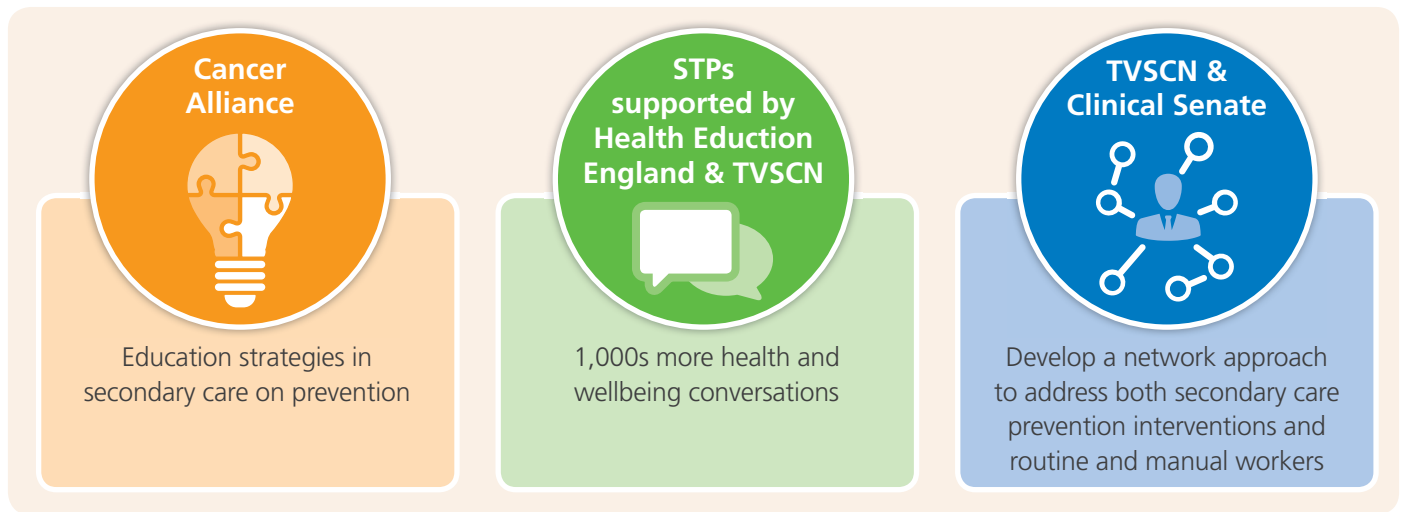 Cancer
Alliance
Education strategies in
secondary care on prevention
STPs
supported by
Health Eduction
England & TVSCN
1,000s more health and
wellbeing conversations
TVSCN &
Clinical Senate
Develop a network approach
to address both secondary care
prevention interventions and
routine and manual workers